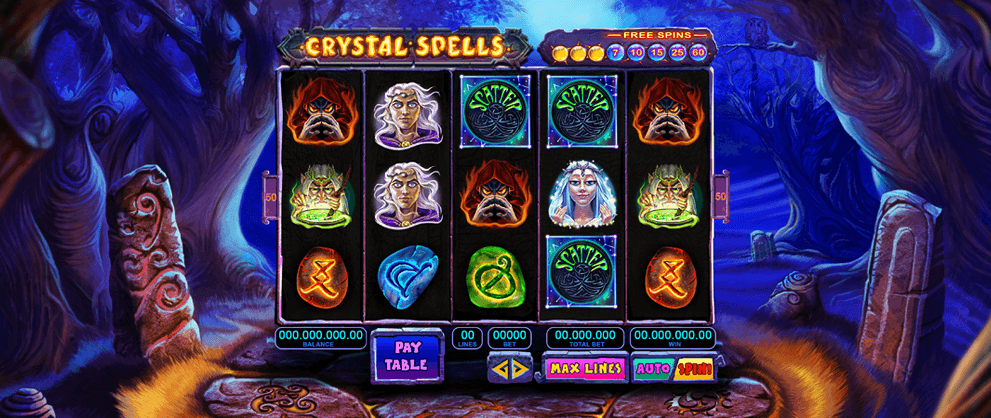 CRYSTAL SPELLS
FREE SPINS
7 10 15 25 60
SCATTER SCATTER
50 50
SCATTER
000.000.000.00 00 00000 00.000.000 00.000.000.00
BALANCE LINES BET TOTAL BET WIN
PAY
TABLE
MAX LINES AUTO SPIN!